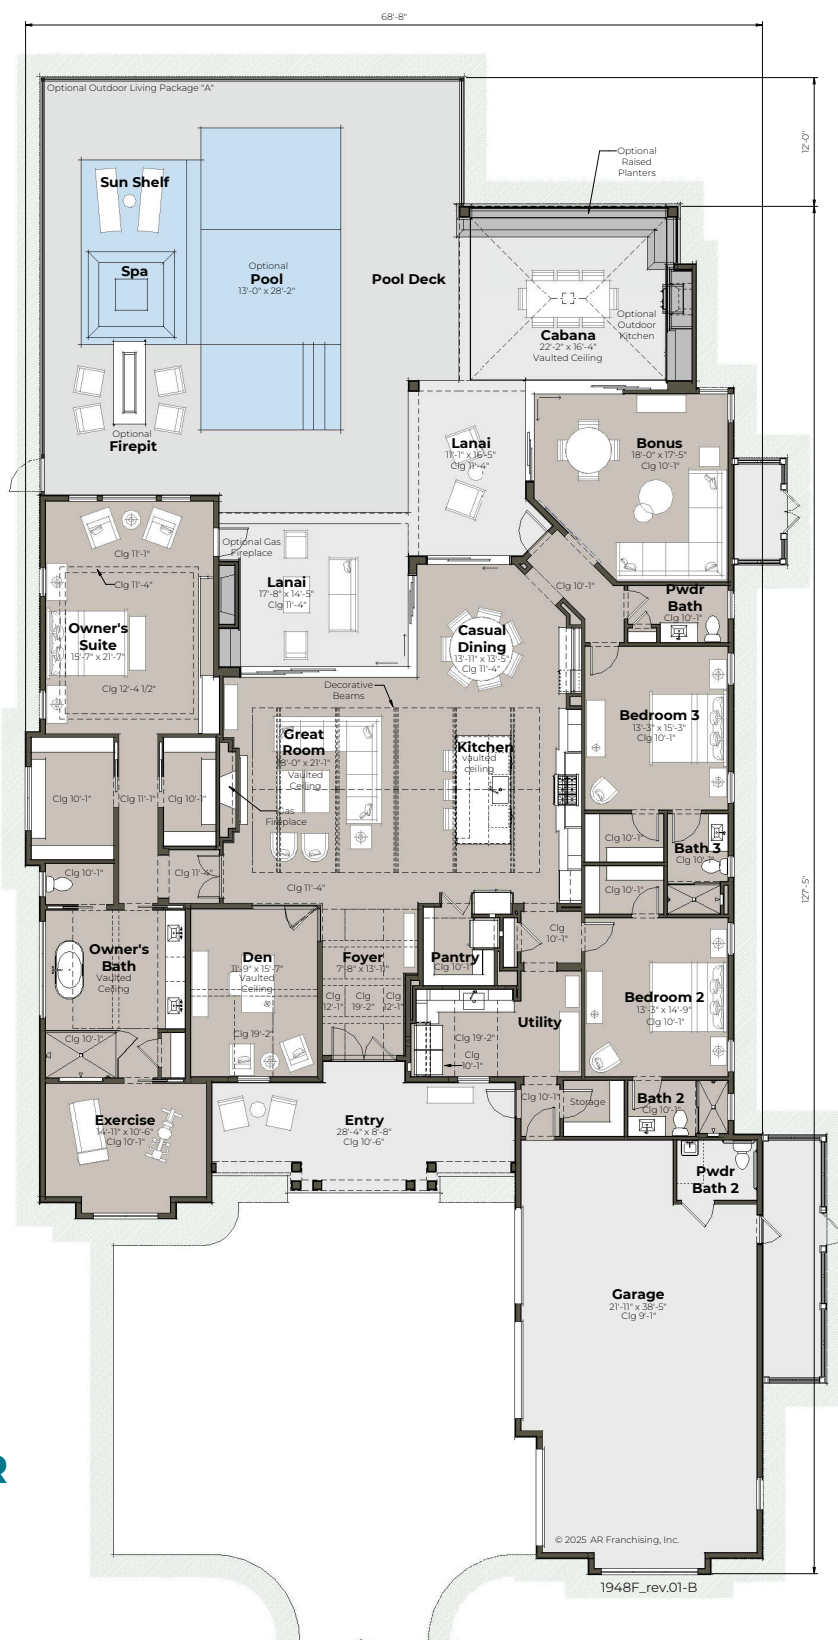 68'-8"
Optional Outdoor Living Package "A"
12'-0"
Optional
Raised
Planters
Sun Shelf
Spa
Optional
Pool
13'-0" x 28'-2"
Pool Deck
Optional
Outdoor
Kitchen
Cabana
22'-2" x 16'-4"
Vaulted Ceiling
Optional
Firepit
Lanai
11'-1" x 16'-5"
Clg 11'-4"
Bonus
18'-0" x 17'-5"
Clg 10'-1"
Clg 11'-1"
Clg 11'-4"
Optional Gas
Fireplace
Lanai
17'-8" x 14'-5"
Clg 11'-4"
Clg 10'-1"
Pwdr
Bath
Clg 10'-1"
Owner's
Suite
15'-7" x 21'-7"
Clg 12'-4 1/2"
Casual
Dining
13'-11" x 13'-5"
Clg 11'-4"
Decorative
Beams
Great
Room
18'-0" x 21'-1"
Vaulted
Ceiling
Kitchen
vaulted
ceiling
Bedroom 3
13'-3" x 15'-3"
Clg 10'-1"
Clg 10'-1"
Clg 11'-1"
Clg 10'-1"
Gas
Fireplace
Clg 10'-1"
Bath 3
Clg 10'-1"
Clg 10'-1"
Clg 11'-4"
Clg 11'-4"
Clg 10'-1"
127'-5"
Owner's
Bath
Vaulted
Ceiling
Den
11'-9" x 15'-7"
Vaulted
Ceiling
Clg 19'-2"
Foyer
7'-8" x 13'-11"
Clg
12'-1"
Clg
19'-2"
Clg
12'-1"
Pantry
Clg 10'-1"
Clg
10'-1"
Bedroom 2
13'-3" x 14'-9"
Clg 10'-1"
Utility
Clg 19'-2"
Clg
10'-1"
Clg 10'-1"
Clg 10'-1"
Storage
Bath 2
Clg 10'-1"
Exercise
14'-11" x 10'-6"
Clg 10'-1"
Entry
28'-4" x 8'-8"
Clg 10'-6"
Pwdr
Bath 2
Garage
21'-11" x 38'-5"
Clg 9'-1"
R
© 2025 AR Franchising, Inc.
1948F_rev.01-B